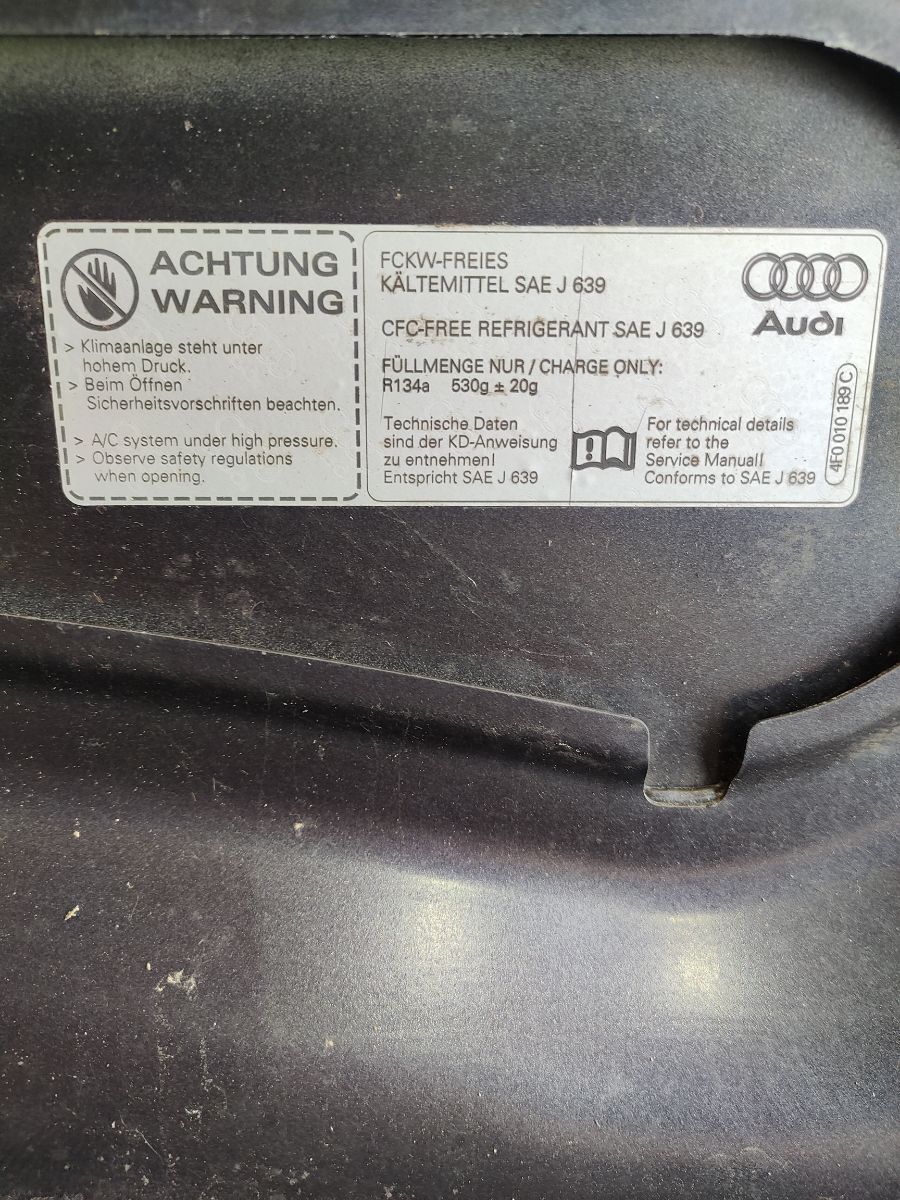 ACHTUNG
WARNING
> Klimaanlage steht unter
hohem Druck.
> Beim Öffnen
Sicherheitsvorschriften beachten.
> A/C system under high pressure.
> Observe safety regulations
when opening.
FCKW-FREIES
KÄLTEMITTEL SAE J 639
CFC-FREE REFRIGERANT SAE J 639
FÜLLMENGE NUR / CHARGE ONLY:
R134a 530g ± 20g
Technische Daten
sind der KD-Anweisung
zu entnehmen!
Entspricht SAE J 639
For technical details
refer to the
Service Manual!
Conforms to SAE J 639
Audi
4F0 010 189 C